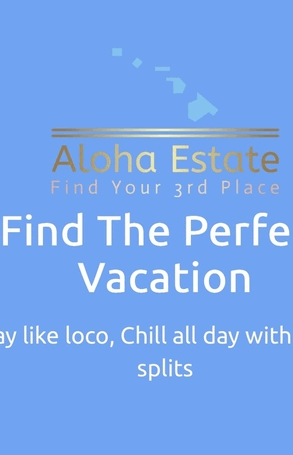 Aloha Estate
Find Your 3rd Place
Find The Perfe
Vacation
ay like loco, Chill all day with
splits